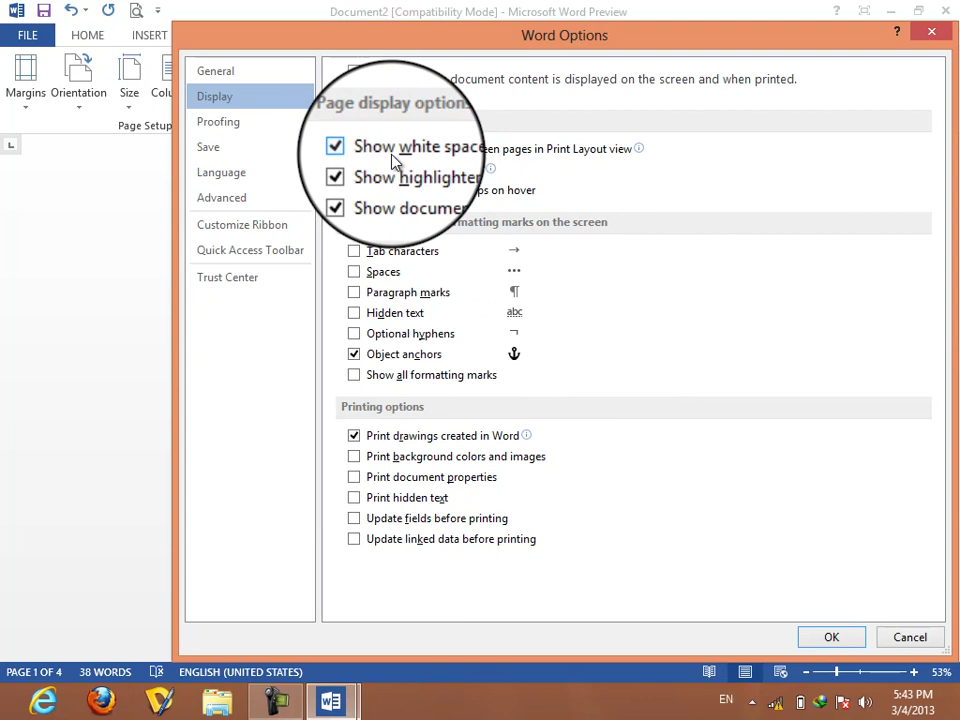 Document2 [Compatibility Mode] - Microsoft Word Preview
?
FILE
HOME
INSERT
Word Options
?
Margins
Orientation
Size
Page Setup
General
Display
Proofing
Save
Language
Advanced
Customize Ribbon
Quick Access Toolbar
Trust Center
document content is displayed on the screen and when printed.
Page display options
Show white space
een pages in Print Layout view
Show highlighter
Show documen
ps on hover
rmatting marks on the screen
Tab characters →
Spaces •••
Paragraph marks ¶
Hidden text abc
Optional hyphens ¬
Object anchors
Show all formatting marks
Printing options
Print drawings created in Word
Print background colors and images
Print document properties
Print hidden text
Update fields before printing
Update linked data before printing
OK
Cancel
PAGE 1 OF 4
38 WORDS
ENGLISH (UNITED STATES)
53%
EN
5:43 PM
3/4/2013